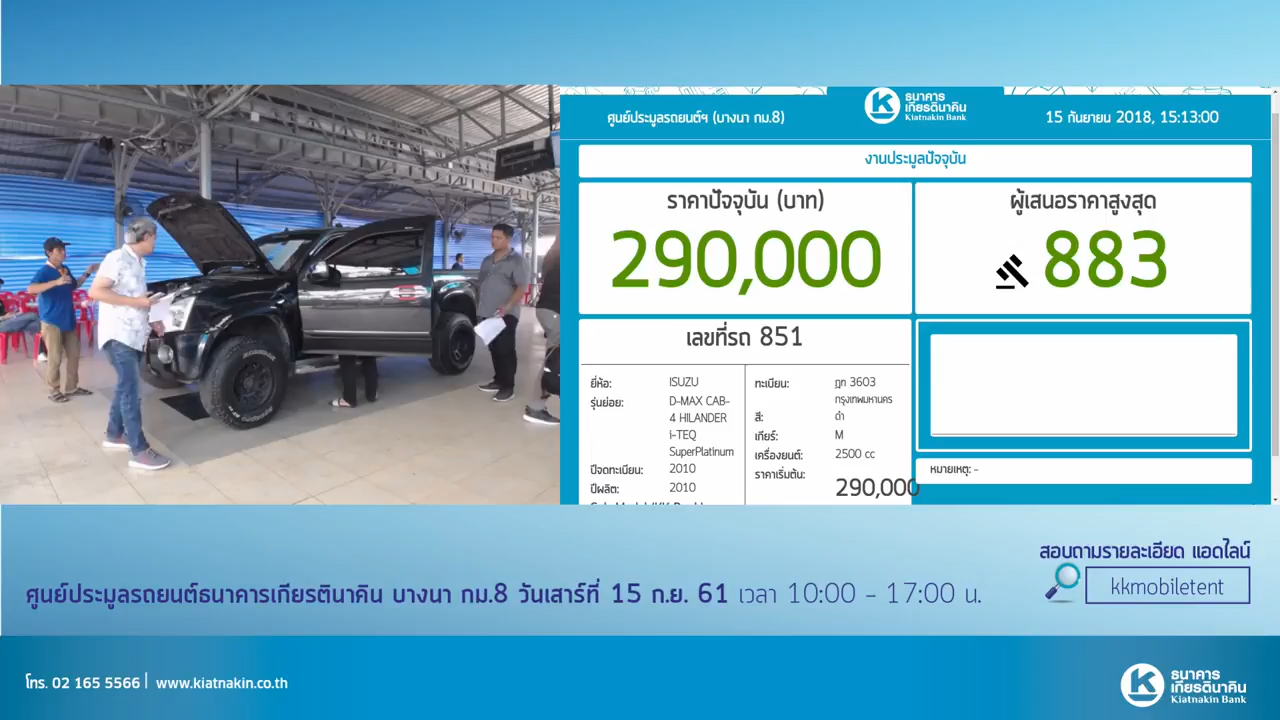 ศูนย์ประมูลรถยนต์ฯ (บางนา กม.8)
ธนาคาร
เกียรตินาคิน
Kiatnakin Bank
15 กันยายน 2018, 15:13:00
งานประมูลปัจจุบัน
ราคาปัจจุบัน (บาท)
290,000
ผู้เสนอราคาสูงสุด
883
เลขที่รถ 851
ยี่ห้อ: ISUZU
รุ่นย่อย: D-MAX CAB-
4 HILANDER
i-TEQ
SuperPlatinum
ปีจดทะเบียน: 2010
ปีผลิต: 2010
ทะเบียน: ฎท 3603
กรุงเทพมหานคร
สี: ดำ
เกียร์: M
เครื่องยนต์: 2500 cc
ราคาเริ่มต้น:
290,000
หมายเหตุ: -
สอบถามรายละเอียด แอดไลน์
kkmobiletent
ศูนย์ประมูลรถยนต์ธนาคารเกียรตินาคิน บางนา กม.8 วันเสาร์ที่ 15 ก.ย. 61 เวลา 10:00 - 17:00 น.
โทร. 02 165 5566 | www.kiatnakin.co.th
ธนาคาร
เกียรตินาคิน
Kiatnakin Bank